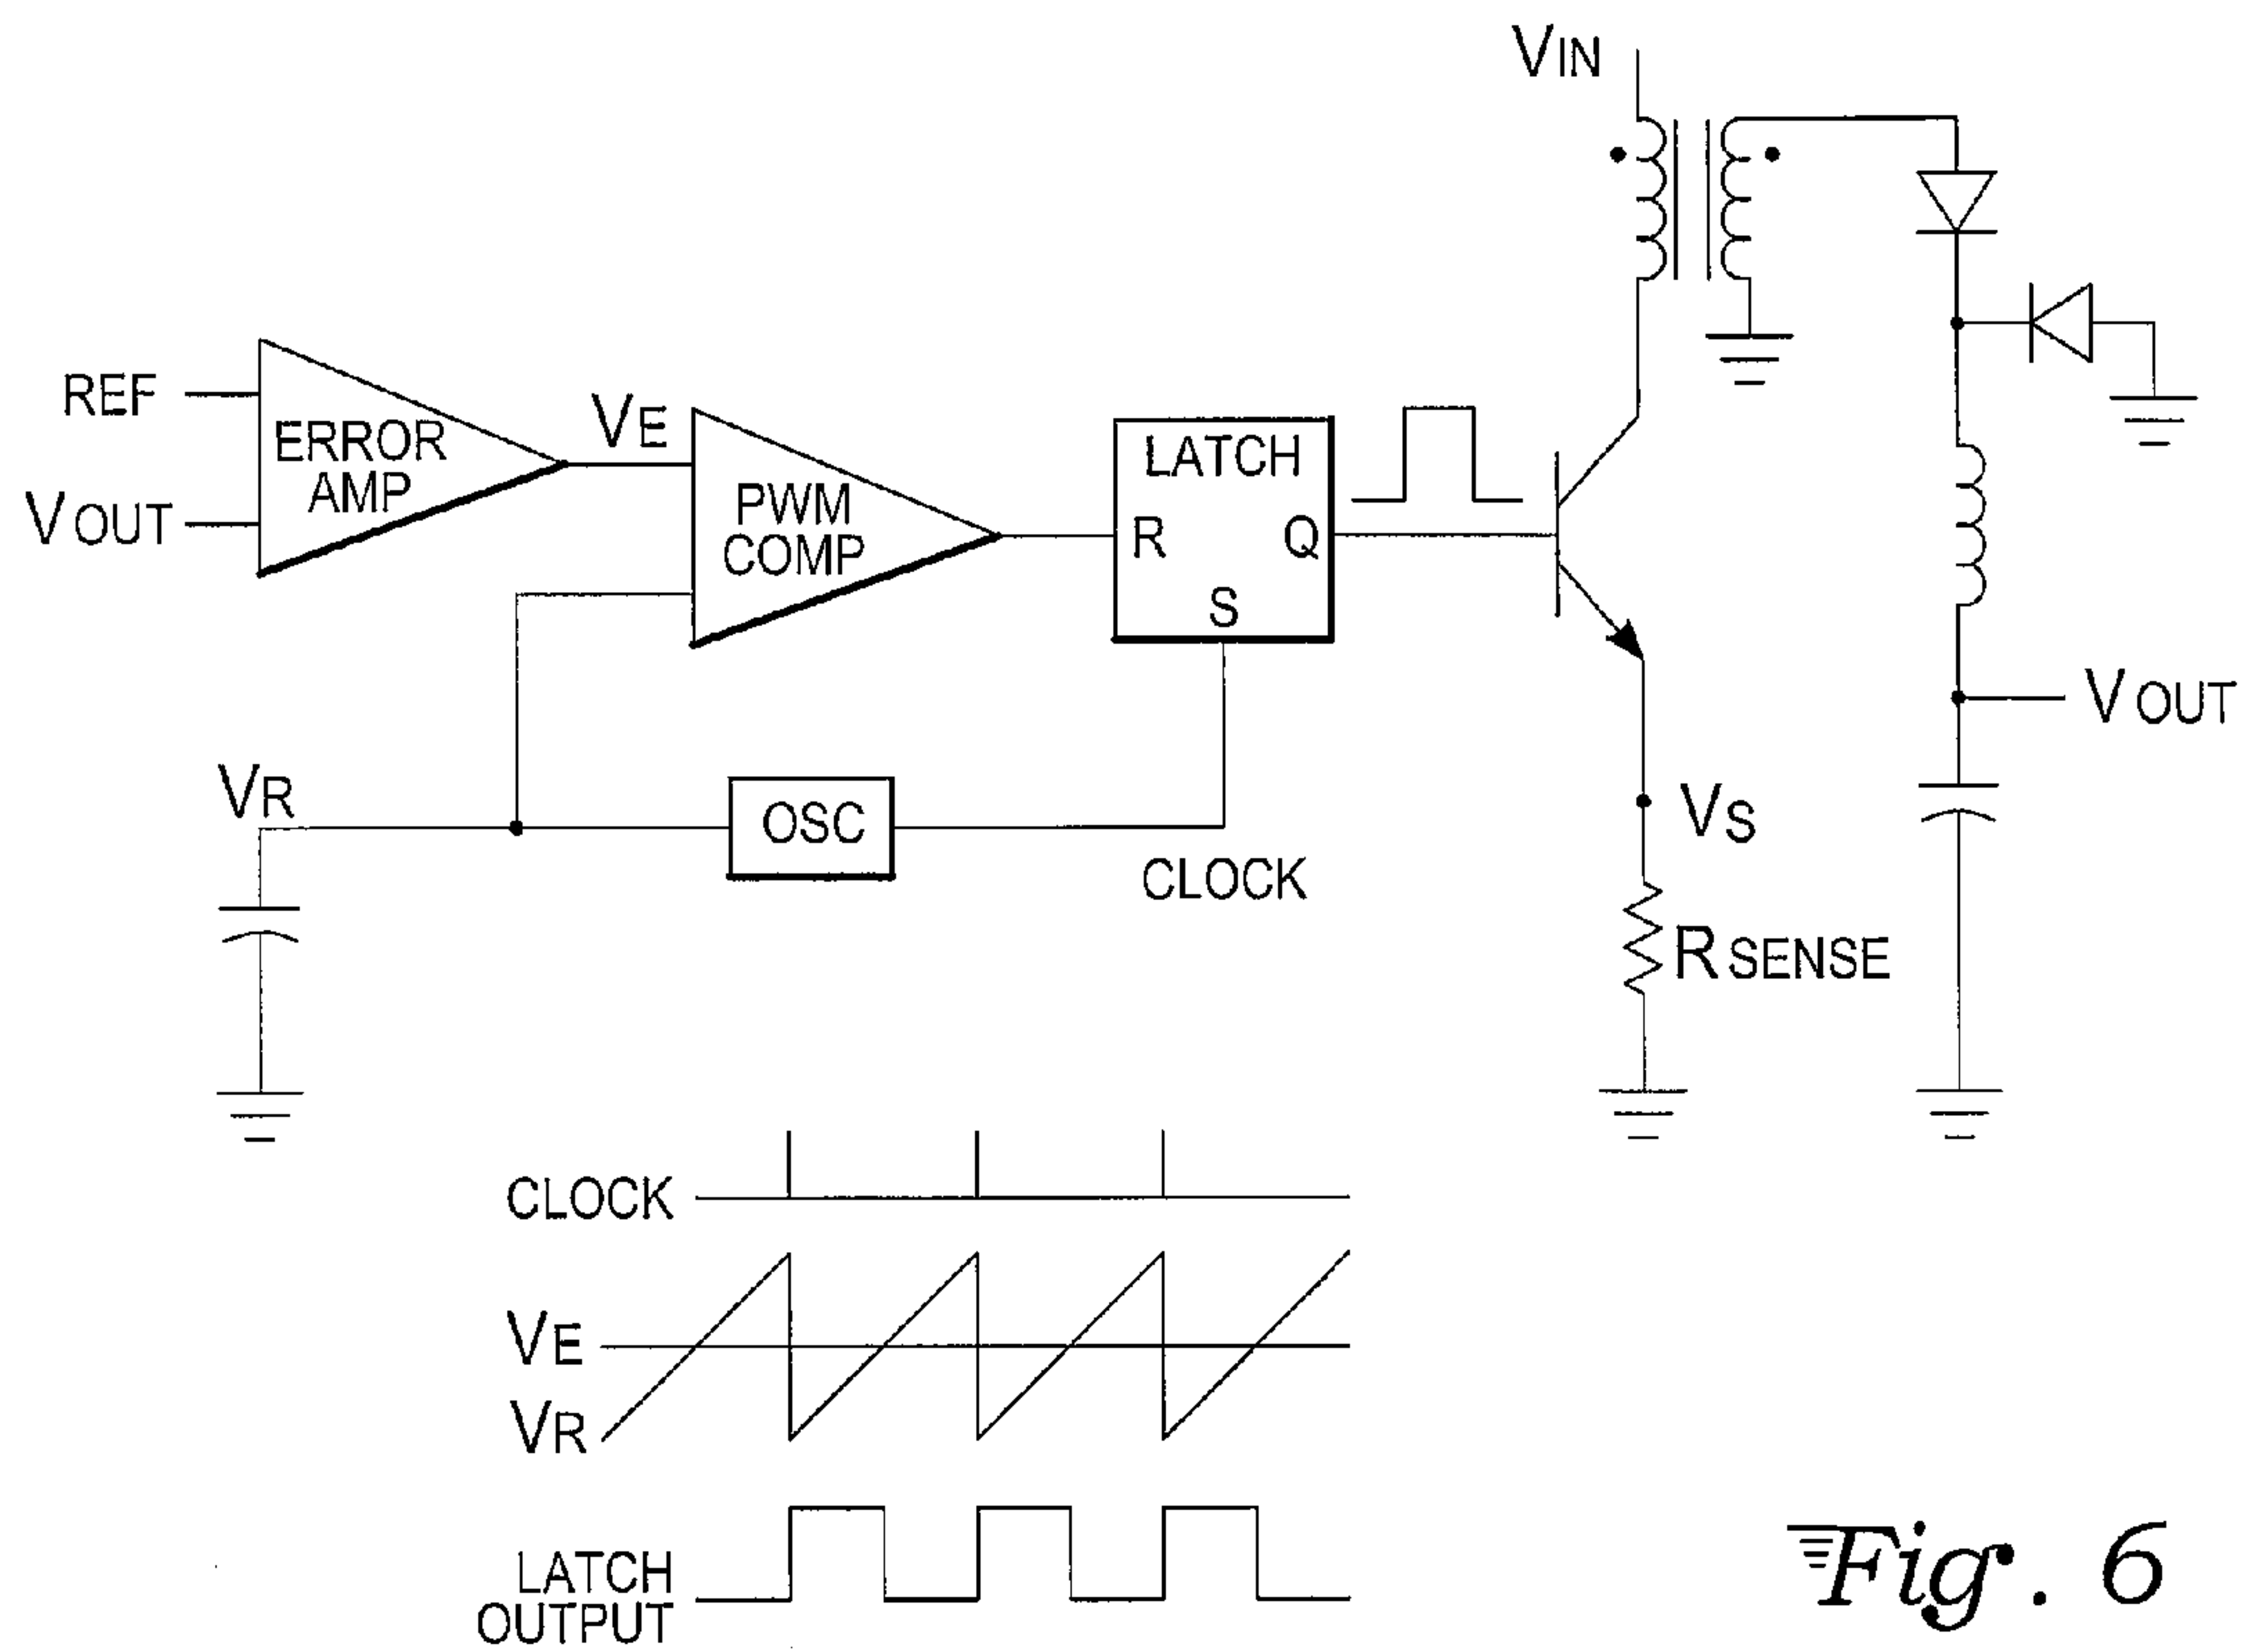 VIN
REF
ERROR
AMP
VOUT
VE
PWM
COMP
LATCH
R
Q
S
VOUT
VR
OSC
VS
CLOCK
RSENSE
CLOCK
VE
VR
LATCH
OUTPUT
Fig. 6